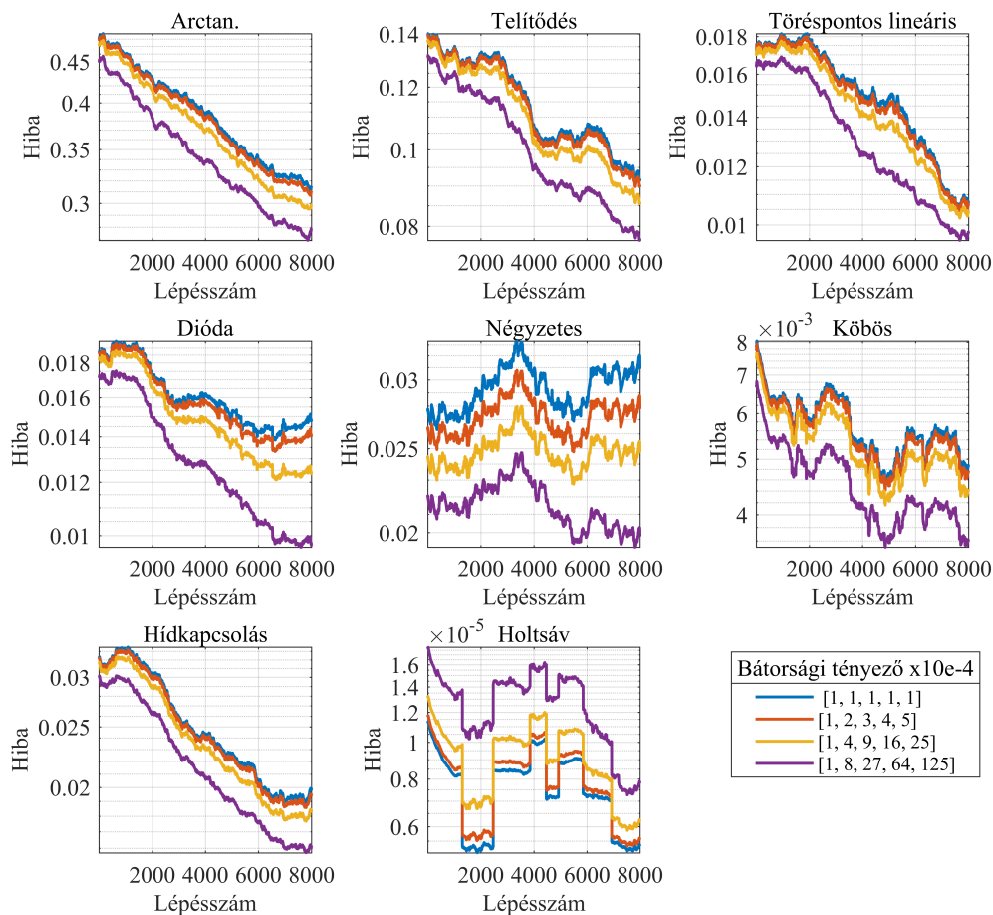 Arctan.
Hiba
0.45
0.4
0.35
0.3
2000 4000 6000 8000
Lépésszám
Telítődés
Hiba
0.14
0.12
0.1
0.08
2000 4000 6000 8000
Lépésszám
Töréspontos lineáris
Hiba
0.018
0.016
0.014
0.012
0.01
2000 4000 6000 8000
Lépésszám
Dióda
Hiba
0.018
0.016
0.014
0.012
0.01
2000 4000 6000 8000
Lépésszám
Négyzetes
Hiba
0.03
0.025
0.02
2000 4000 6000 8000
Lépésszám
×10⁻³ Köbös
Hiba
8
7
6
5
4
2000 4000 6000 8000
Lépésszám
Hídkapcsolás
Hiba
0.03
0.025
0.02
2000 4000 6000 8000
Lépésszám
×10⁻⁵ Holtsáv
Hiba
1.6
1.4
1.2
1
0.8
0.6
2000 4000 6000 8000
Lépésszám
Bátorsági tényező x10e-4
[1, 1, 1, 1, 1]
[1, 2, 3, 4, 5]
[1, 4, 9, 16, 25]
[1, 8, 27, 64, 125]